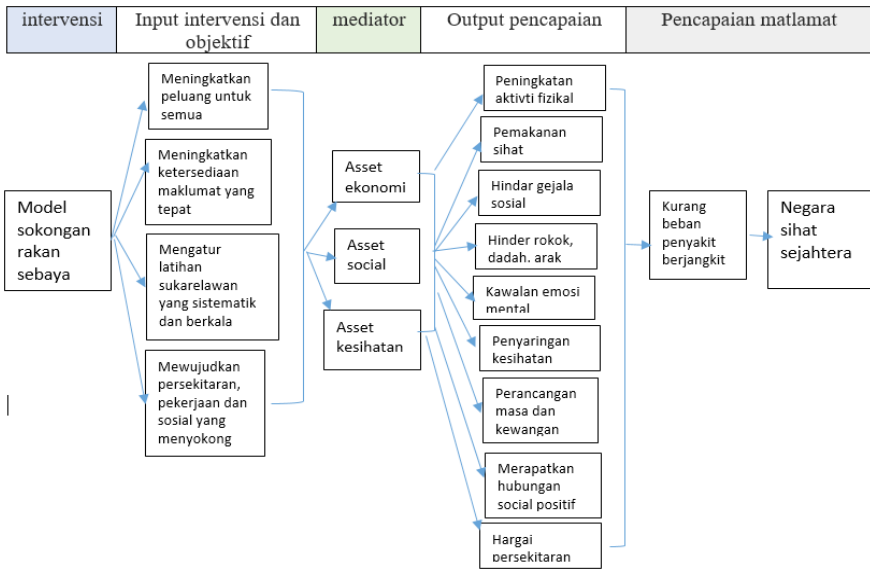 intervensi
Input intervensi dan
objektif
mediator
Output pencapaian
Pencapaian matlamat
Model
sokongan
rakan
sebaya
Meningkatkan
peluang untuk
semua
Meningkatkan
ketersediaan
maklumat yang
tepat
Mengatur
latihan
sukarelawan
yang sistematik
dan berkala
Mewujudkan
persekitaran,
pekerjaan dan
sosial yang
menyokong
Asset
ekonomi
Asset
social
Asset
kesihatan
Peningkatan
aktivti fizikal
Pemakanan
sihat
Hindar gejala
sosial
Hinder rokok,
dadah. arak
Kawalan emosi
mental
Penyaringan
kesihatan
Perancangan
masa dan
kewangan
Merapatkan
hubungan
social positif
Hargai
persekitaran
Kurang
beban
penyakit
berjangkit
Negara
sihat
sejahtera